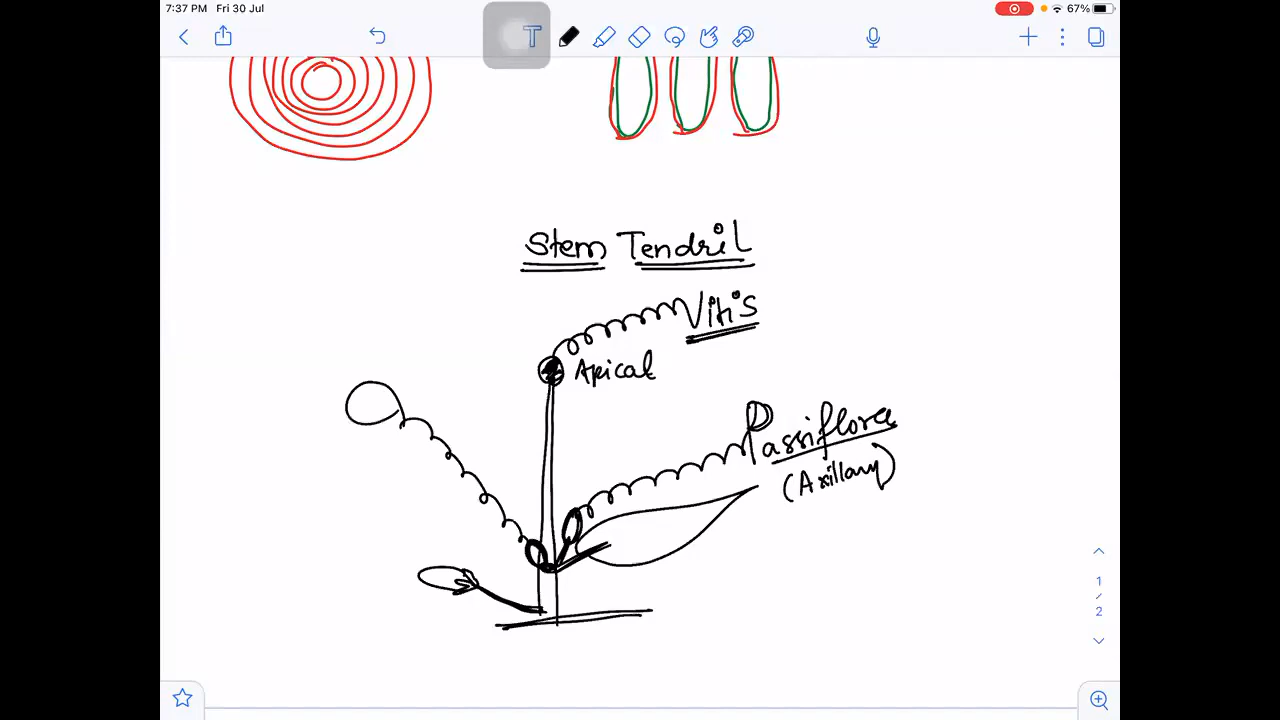 7:37 PM Fri 30 Jul
67%
T
Stem Tendril
Vitis
Apical
Passiflora
(Axillary)
1
/
2